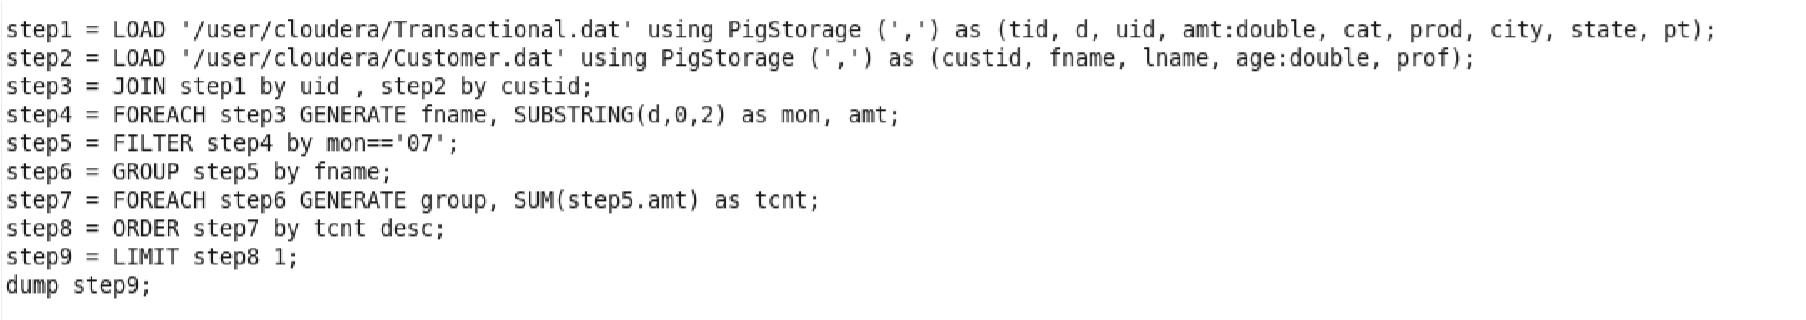 step1 = LOAD '/user/cloudera/Transactional.dat' using PigStorage (',') as (tid, d, uid, amt:double, cat, prod, city, state, pt);
step2 = LOAD '/user/cloudera/Customer.dat' using PigStorage (',') as (custid, fname, lname, age:double, prof);
step3 = JOIN step1 by uid , step2 by custid;
step4 = FOREACH step3 GENERATE fname, SUBSTRING(d,0,2) as mon, amt;
step5 = FILTER step4 by mon=='07';
step6 = GROUP step5 by fname;
step7 = FOREACH step6 GENERATE group, SUM(step5.amt) as tcnt;
step8 = ORDER step7 by tcnt desc;
step9 = LIMIT step8 1;
dump step9;